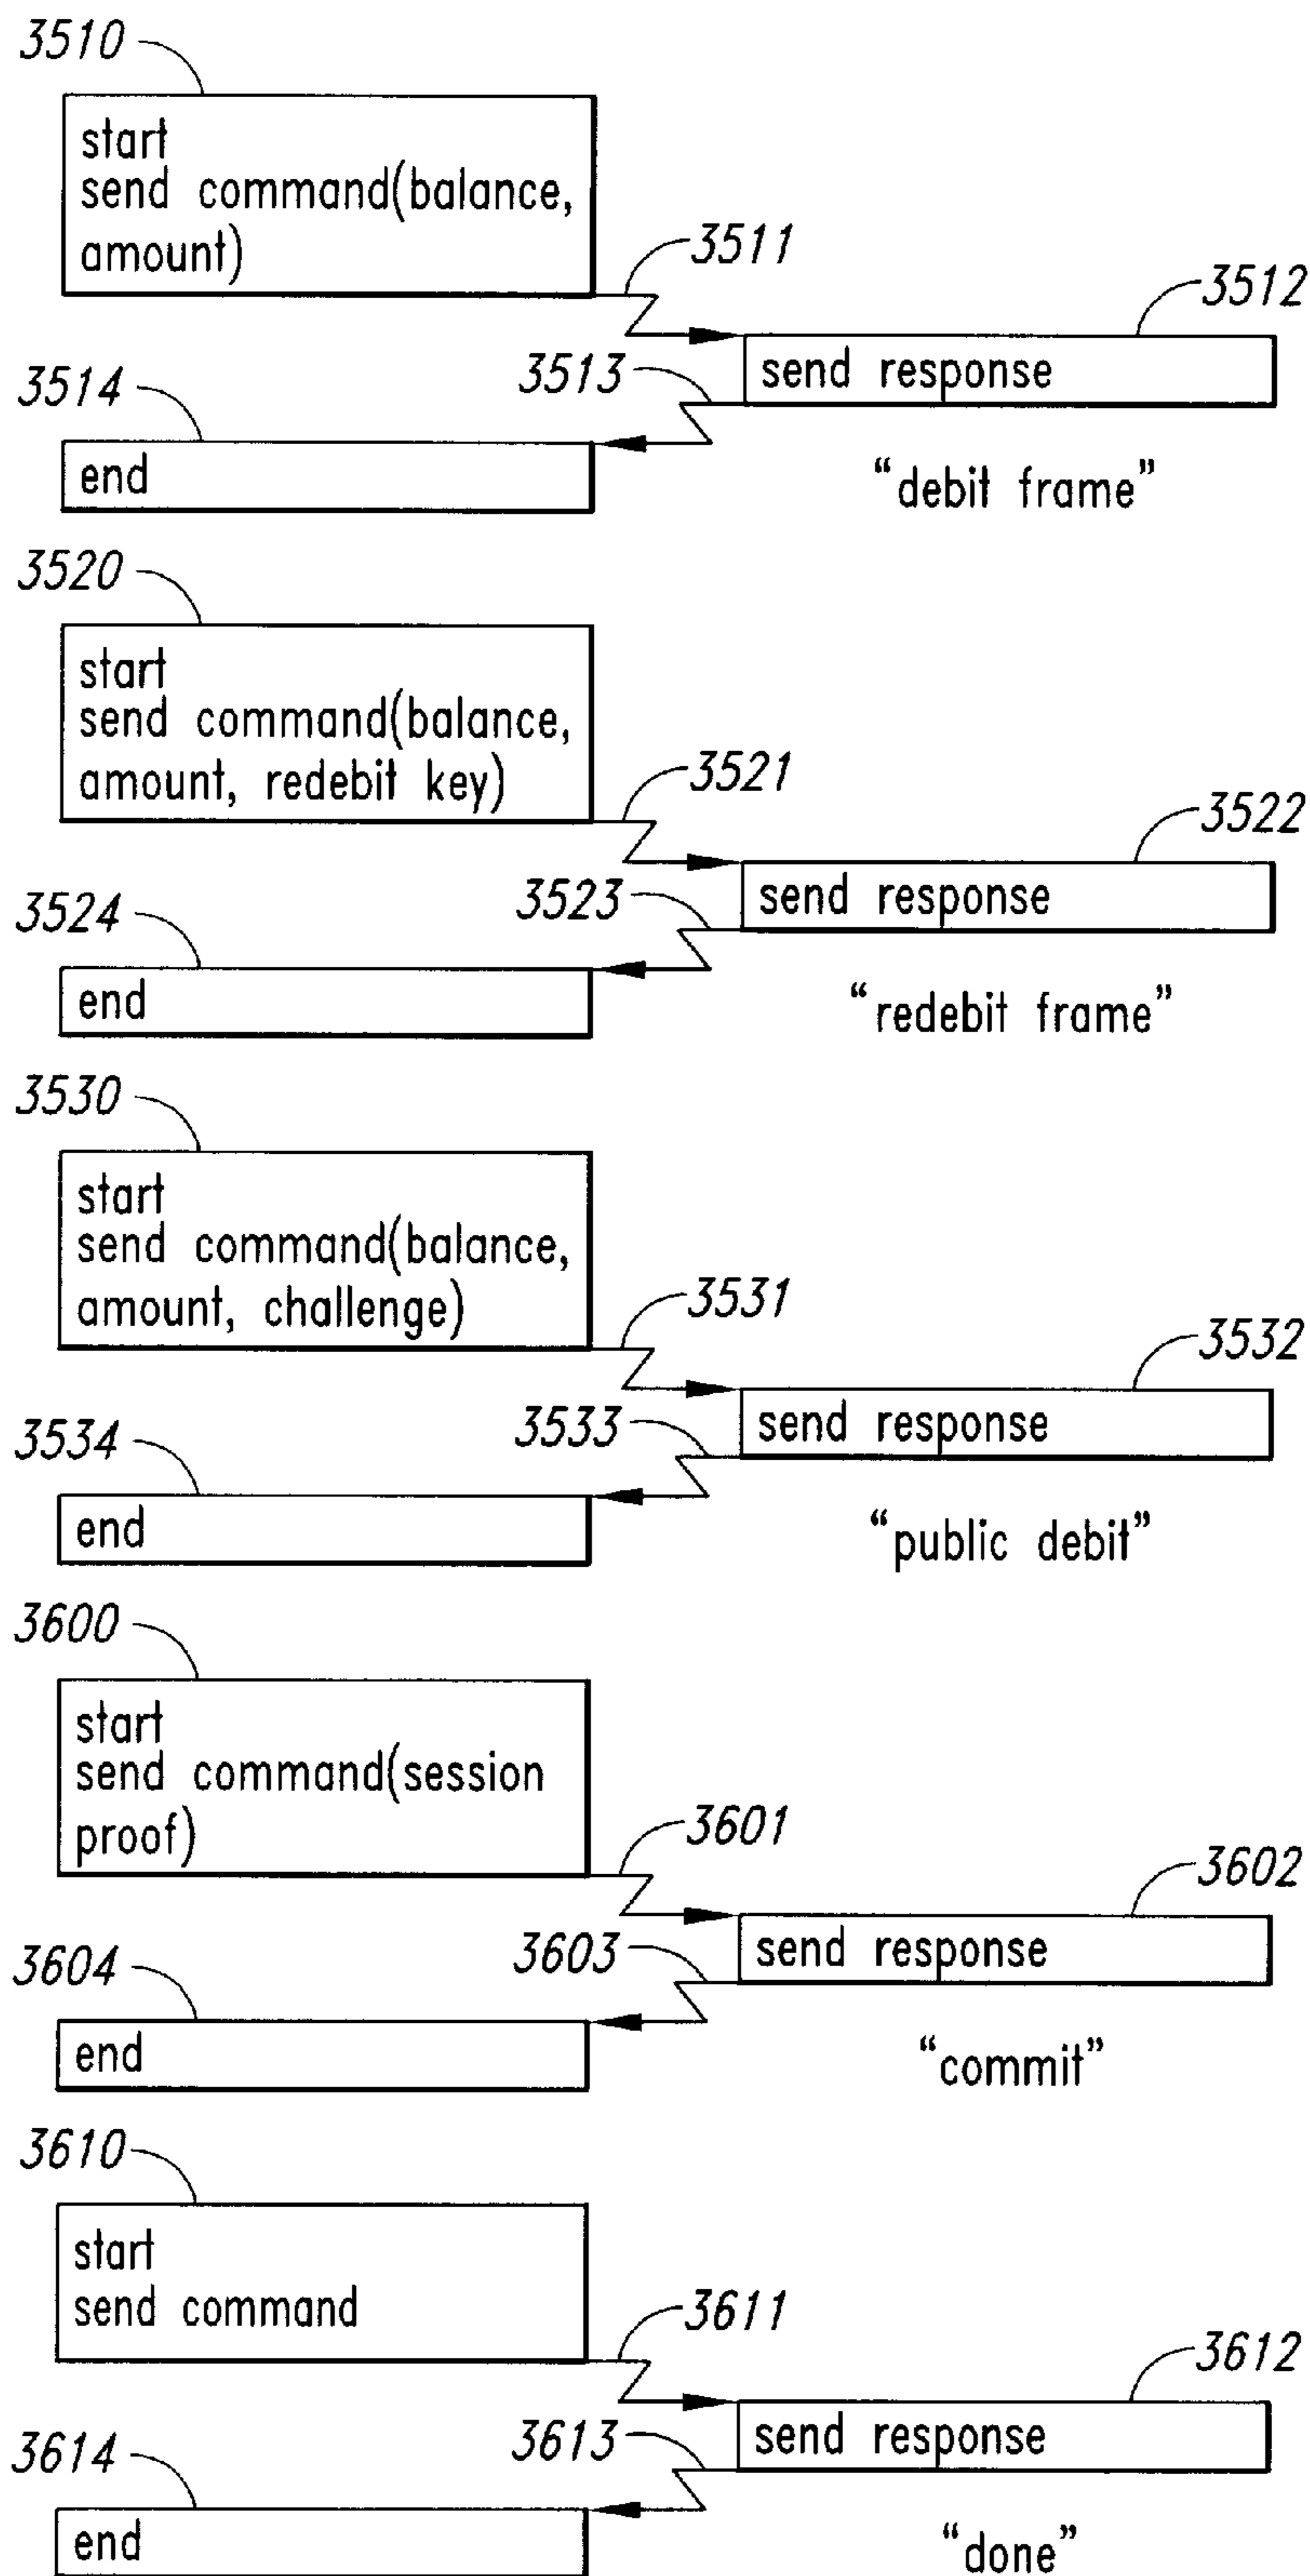 3510
start
send command(balance,
amount)
3511
3512
send response
3513
3514
end
“debit frame”
3520
start
send command(balance,
amount, redebit key)
3521
3522
send response
3523
3524
end
“redebit frame”
3530
start
send command(balance,
amount, challenge)
3531
3532
send response
3533
3534
end
“public debit”
3600
start
send command(session
proof)
3601
3602
send response
3603
3604
end
“commit”
3610
start
send command
3611
3612
send response
3613
3614
end
“done”